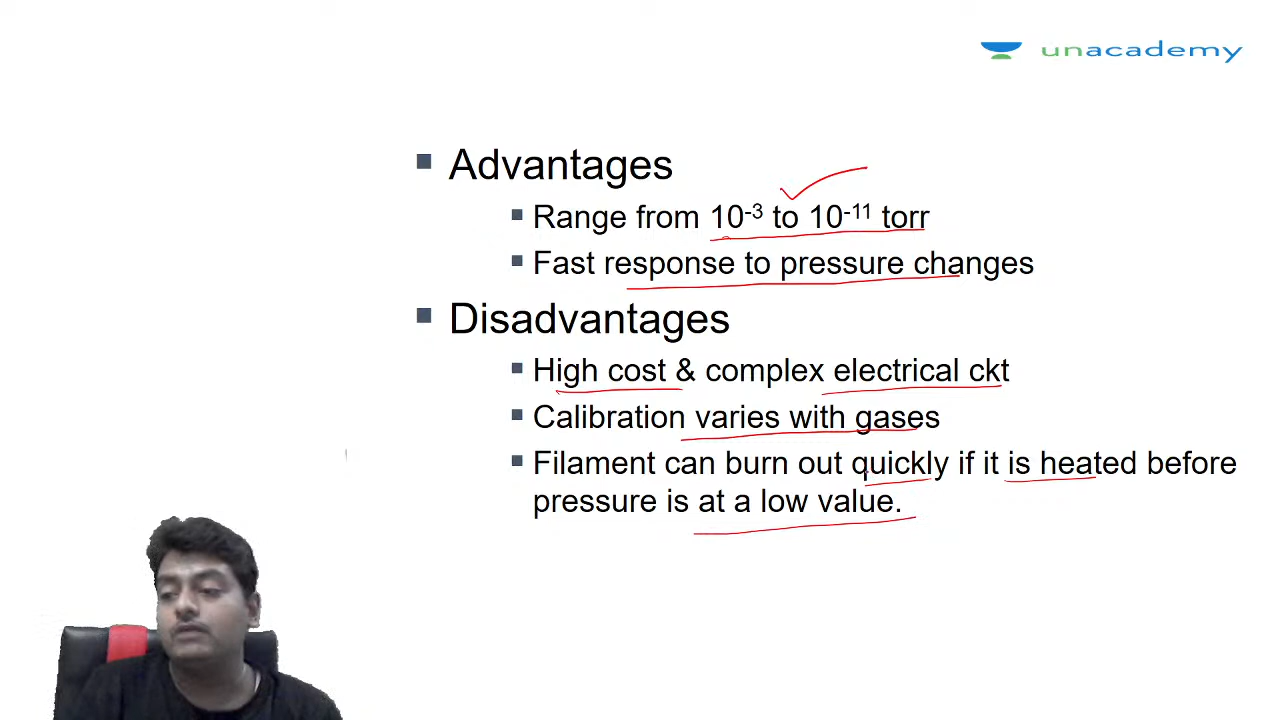 unacademy
Advantages
Range from 10⁻³ to 10⁻¹¹ torr
Fast response to pressure changes
Disadvantages
High cost & complex electrical ckt
Calibration varies with gases
Filament can burn out quickly if it is heated before
pressure is at a low value.